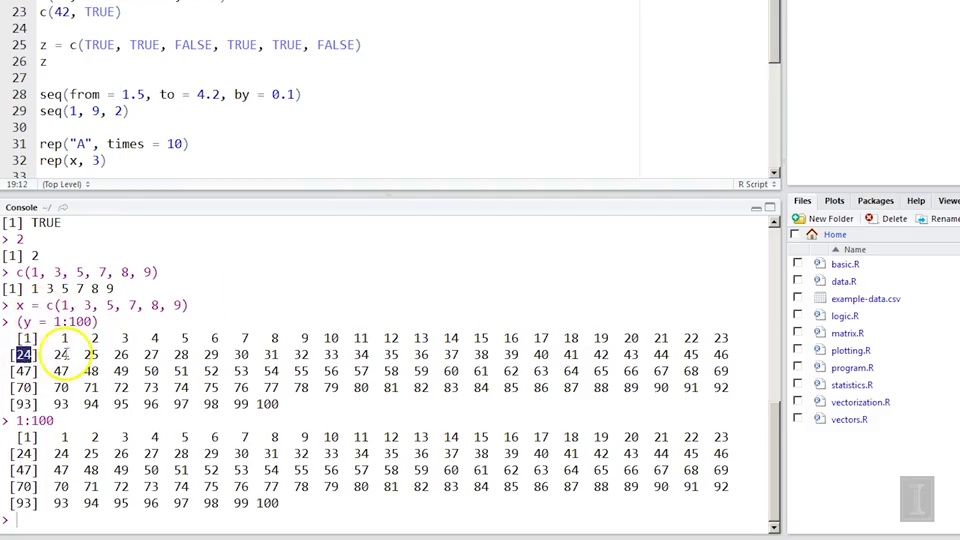 23 c(42, TRUE)
24
25 z = c(TRUE, TRUE, FALSE, TRUE, TRUE, FALSE)
26 z
27
28 seq(from = 1.5, to = 4.2, by = 0.1)
29 seq(1, 9, 2)
30
31 rep("A", times = 10)
32 rep(x, 3)
33
19:12 (Top Level) R Script
Console ~/
[1] TRUE
> 2
[1] 2
> c(1, 3, 5, 7, 8, 9)
[1] 1 3 5 7 8 9
> x = c(1, 3, 5, 7, 8, 9)
> (y = 1:100)
[1] 1 2 3 4 5 6 7 8 9 10 11 12 13 14 15 16 17 18 19 20 21 22 23
[24] 24 25 26 27 28 29 30 31 32 33 34 35 36 37 38 39 40 41 42 43 44 45 46
[47] 47 48 49 50 51 52 53 54 55 56 57 58 59 60 61 62 63 64 65 66 67 68 69
[70] 70 71 72 73 74 75 76 77 78 79 80 81 82 83 84 85 86 87 88 89 90 91 92
[93] 93 94 95 96 97 98 99 100
> 1:100
[1] 1 2 3 4 5 6 7 8 9 10 11 12 13 14 15 16 17 18 19 20 21 22 23
[24] 24 25 26 27 28 29 30 31 32 33 34 35 36 37 38 39 40 41 42 43 44 45 46
[47] 47 48 49 50 51 52 53 54 55 56 57 58 59 60 61 62 63 64 65 66 67 68 69
[70] 70 71 72 73 74 75 76 77 78 79 80 81 82 83 84 85 86 87 88 89 90 91 92
[93] 93 94 95 96 97 98 99 100
>
Files Plots Packages Help Viewe
New Folder Delete Rename
Home
Name
basic.R
data.R
example-data.csv
logic.R
matrix.R
plotting.R
program.R
statistics.R
vectorization.R
vectors.R
I